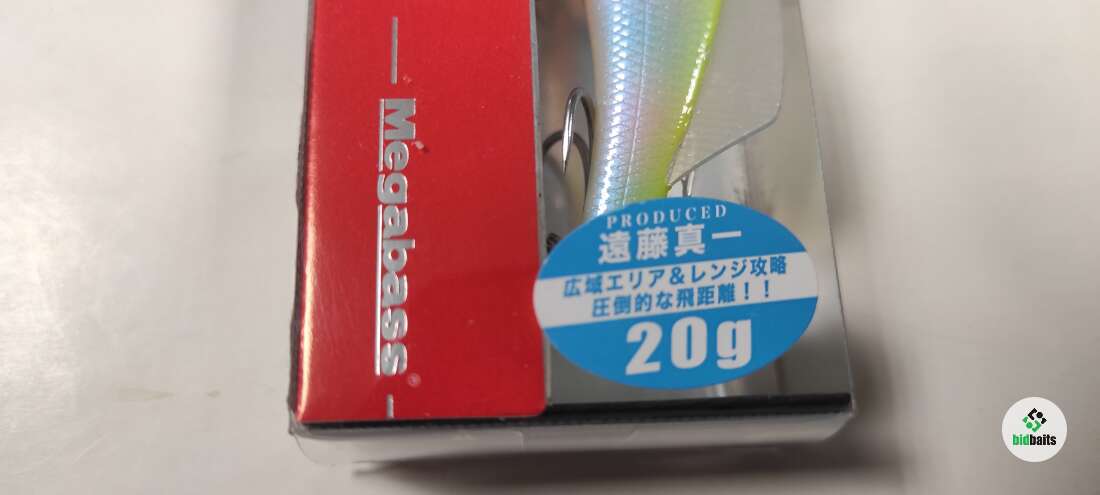 Megabass®
PRODUCED
遠藤真一
広域エリア&レンジ攻略
圧倒的な飛距離!!
20g
bidbaits